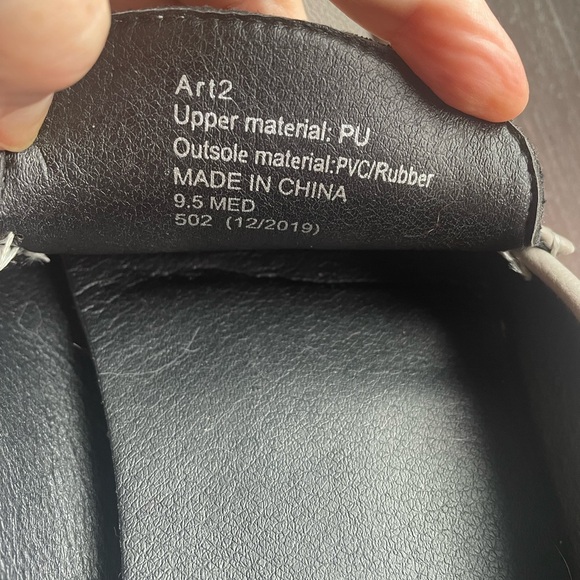 Art2
Upper material: PU
Outsole material:PVC/Rubber
MADE IN CHINA
9.5 MED
502 (12/2019)